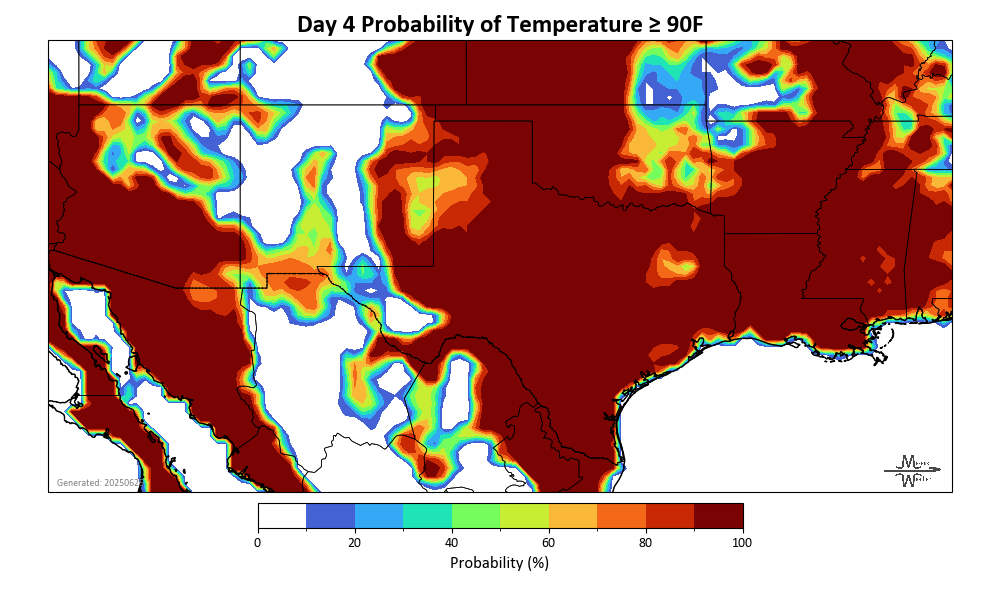 Day 4 Probability of Temperature ≥ 90F
Generated: 2025062
0 20 40 60 80 100
Probability (%)